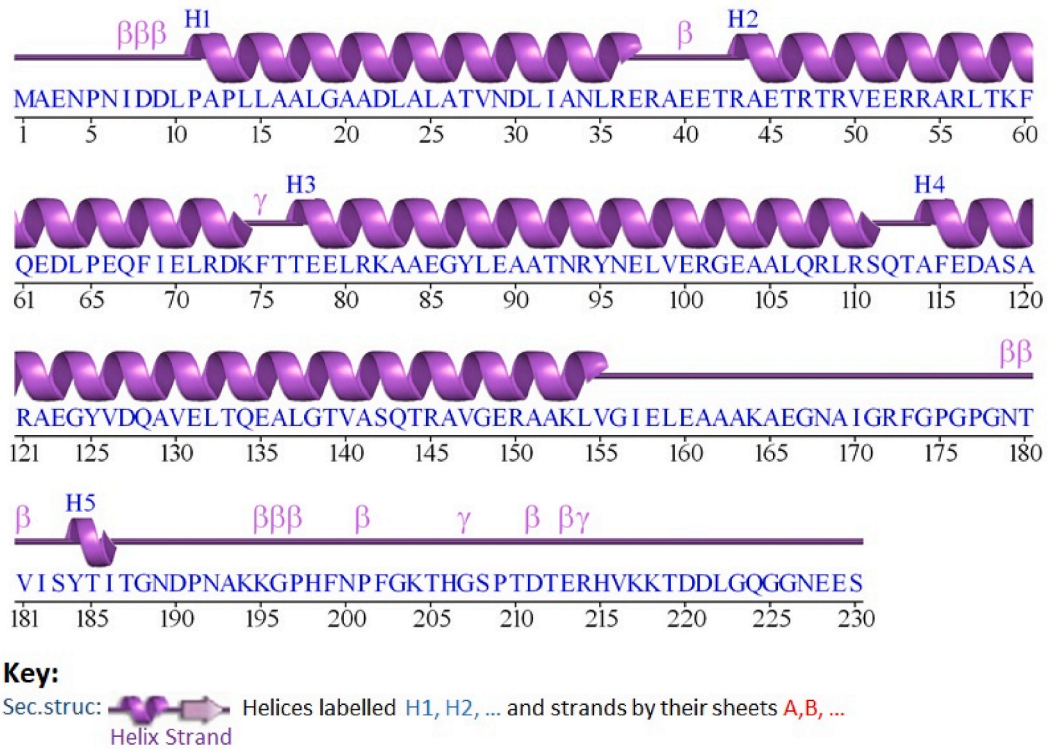 βββ H1 β H2
MAENPNIDDLPAPLLAALGAADLALATVNDLIANLRERAEETRAETRTRVEERRARLTKF
1 5 10 15 20 25 30 35 40 45 50 55 60
γ H3 H4
QEDLPEQFIELRDKFTTEELRKAAEGYLEAATNRYNELVERGEAALQRLRSQTAFEDASA
61 65 70 75 80 85 90 95 100 105 110 115 120
ββ
RAEGYVDQAVELTQEALGTVASQTRAVGERAAKLVGIELEAAAKAEGNAIGRFGPGPGNT
121 125 130 135 140 145 150 155 160 165 170 175 180
β H5 βββ β γ β βγ
VISYTITGNDPNAKKGPHFNPFGKTHGSPTDTERHVKKTDDLGQGGNEES
181 185 190 195 200 205 210 215 220 225 230
Key:
Sec.struc: Helices labelled H1, H2, ... and strands by their sheets A,B, ...
Helix Strand